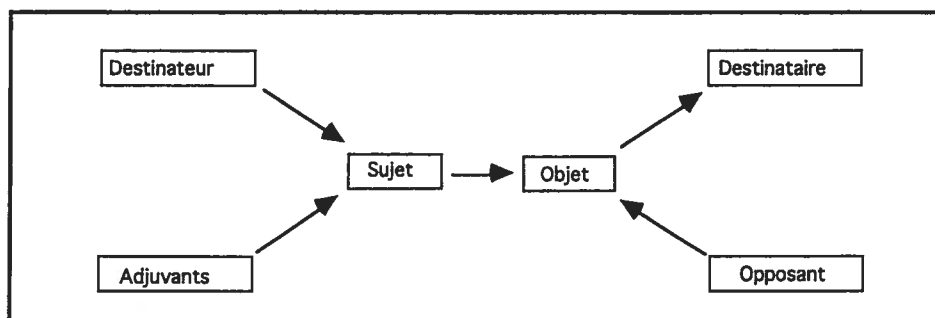 Destinateur
Destinataire
Sujet
Objet
Adjuvants
Opposant